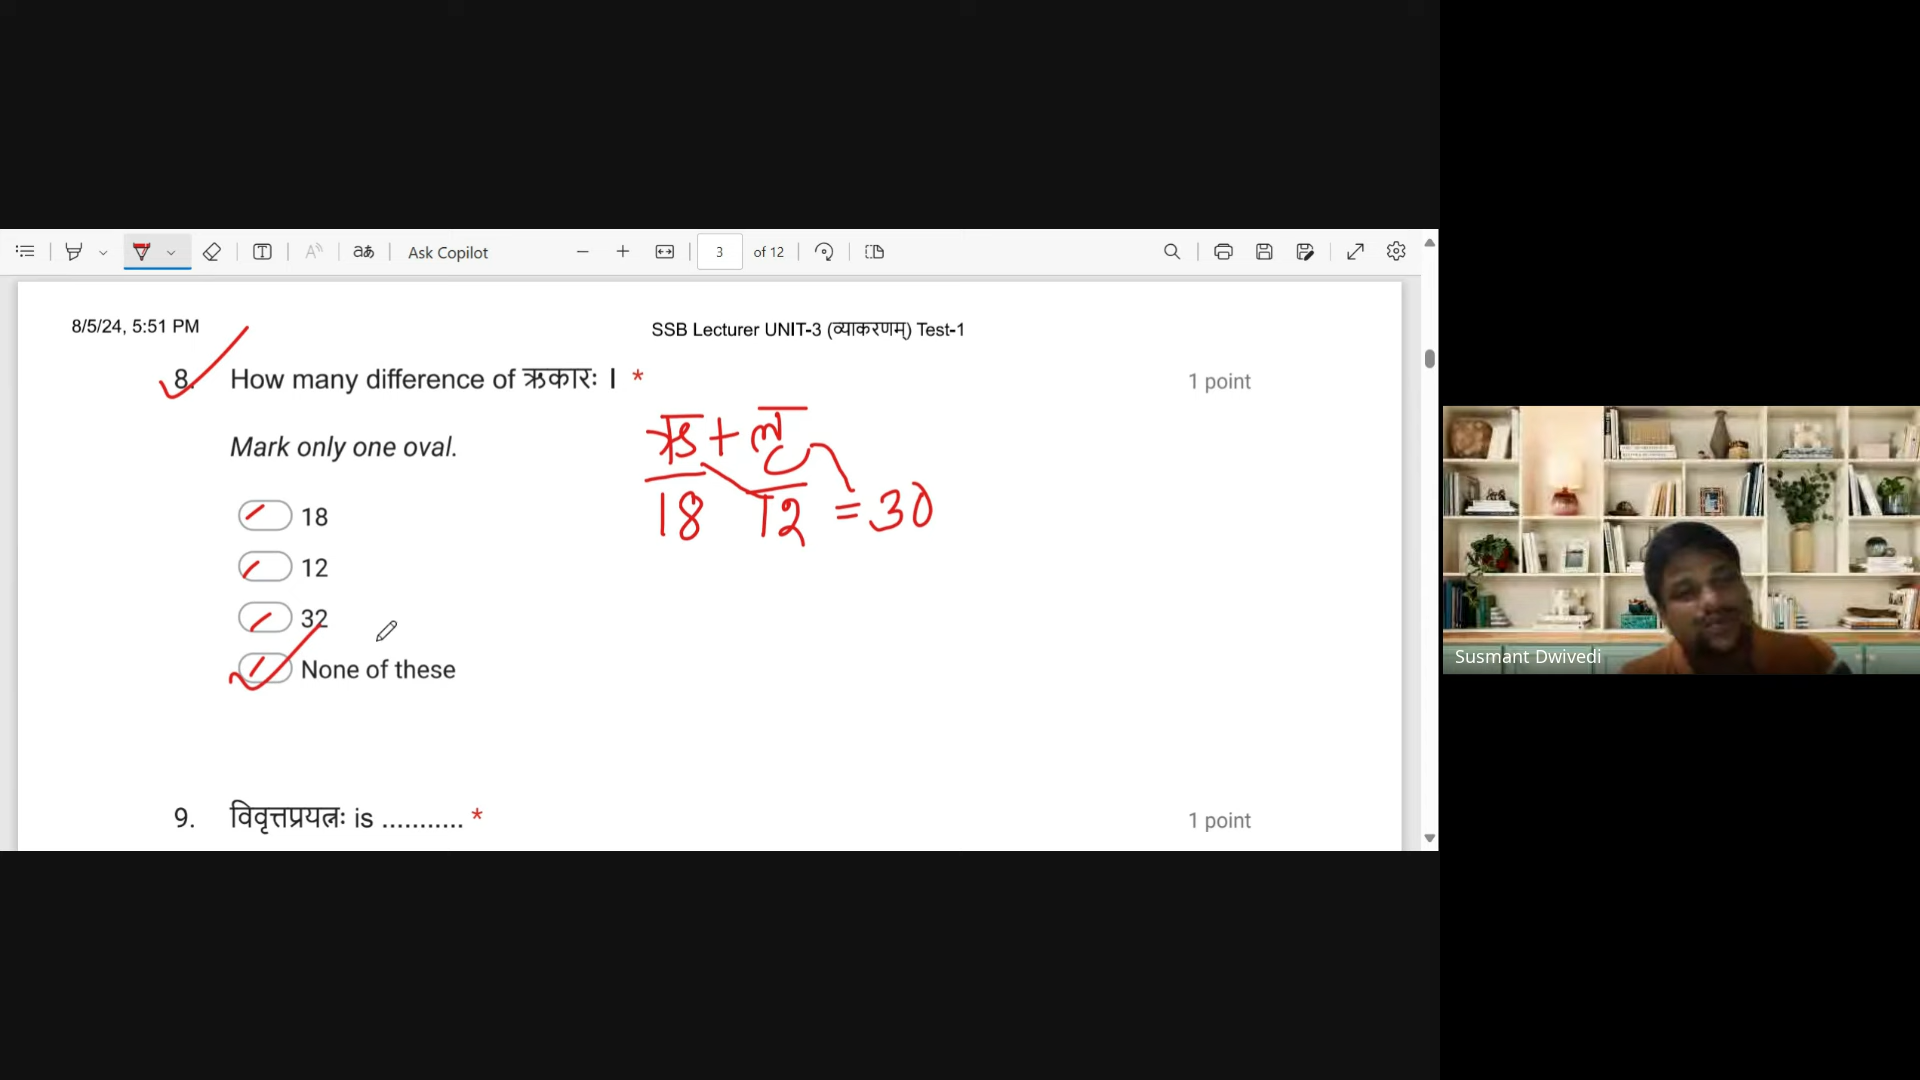 Ask Copilot
3 of 12
8/5/24, 5:51 PM
SSB Lecturer UNIT-3 (व्याकरणम्) Test-1
8. How many difference of ऋकारः । *
1 point
Mark only one oval.
ऋ + लृ
18 12 = 30
18
12
32
None of these
9. विवृत्तप्रयत्नः is ........... *
1 point
Susmant Dwivedi